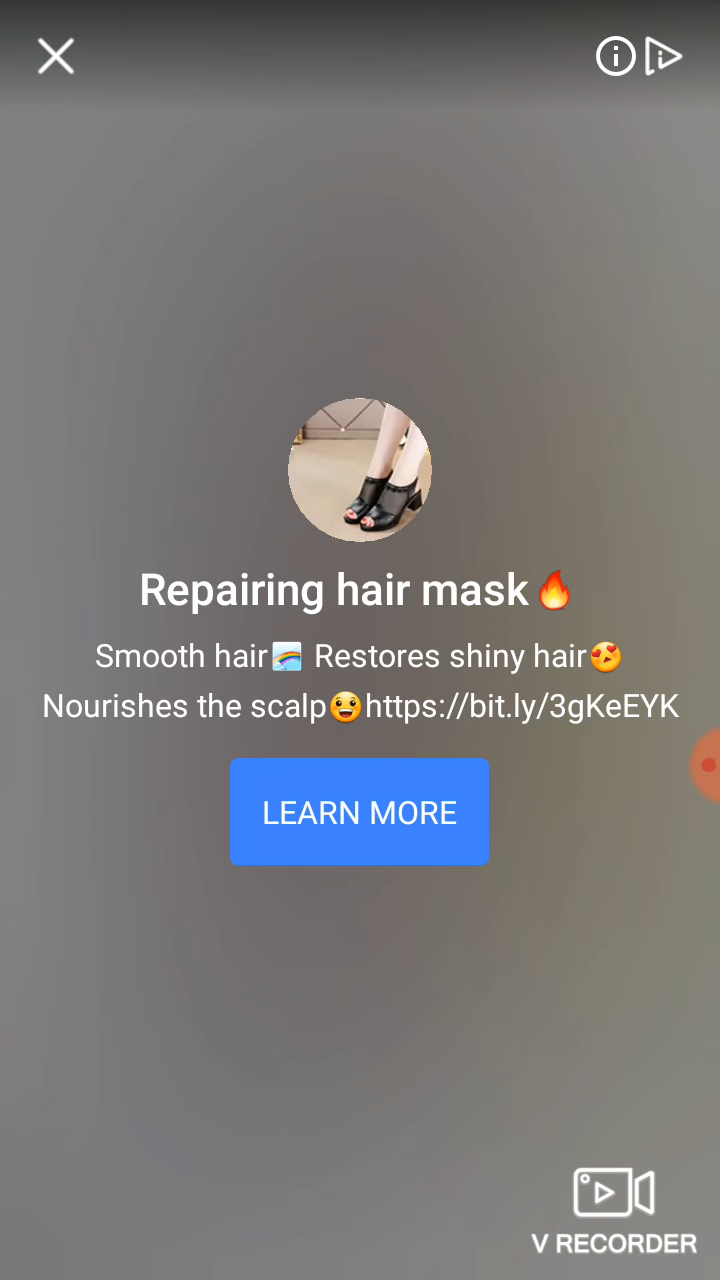 Repairing hair mask🔥
Smooth hair🌈 Restores shiny hair😍
Nourishes the scalp😀https://bit.ly/3gKeEYK
LEARN MORE
V RECORDER